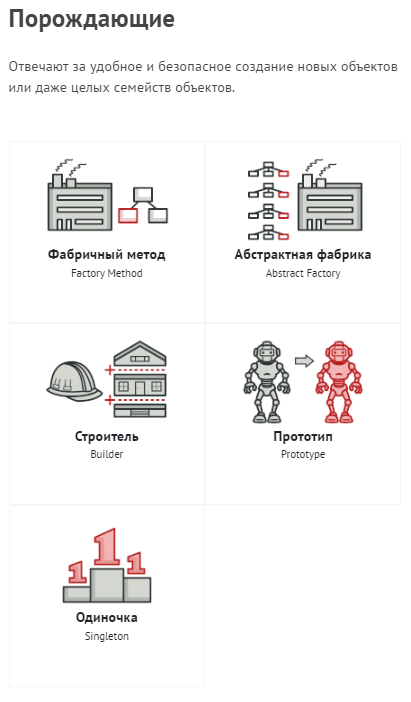 Порождающие
Отвечают за удобное и безопасное создание новых объектов
или даже целых семейств объектов.
Фабричный метод
Factory Method
Абстрактная фабрика
Abstract Factory
Строитель
Builder
Прототип
Prototype
1 1 1
Одиночка
Singleton